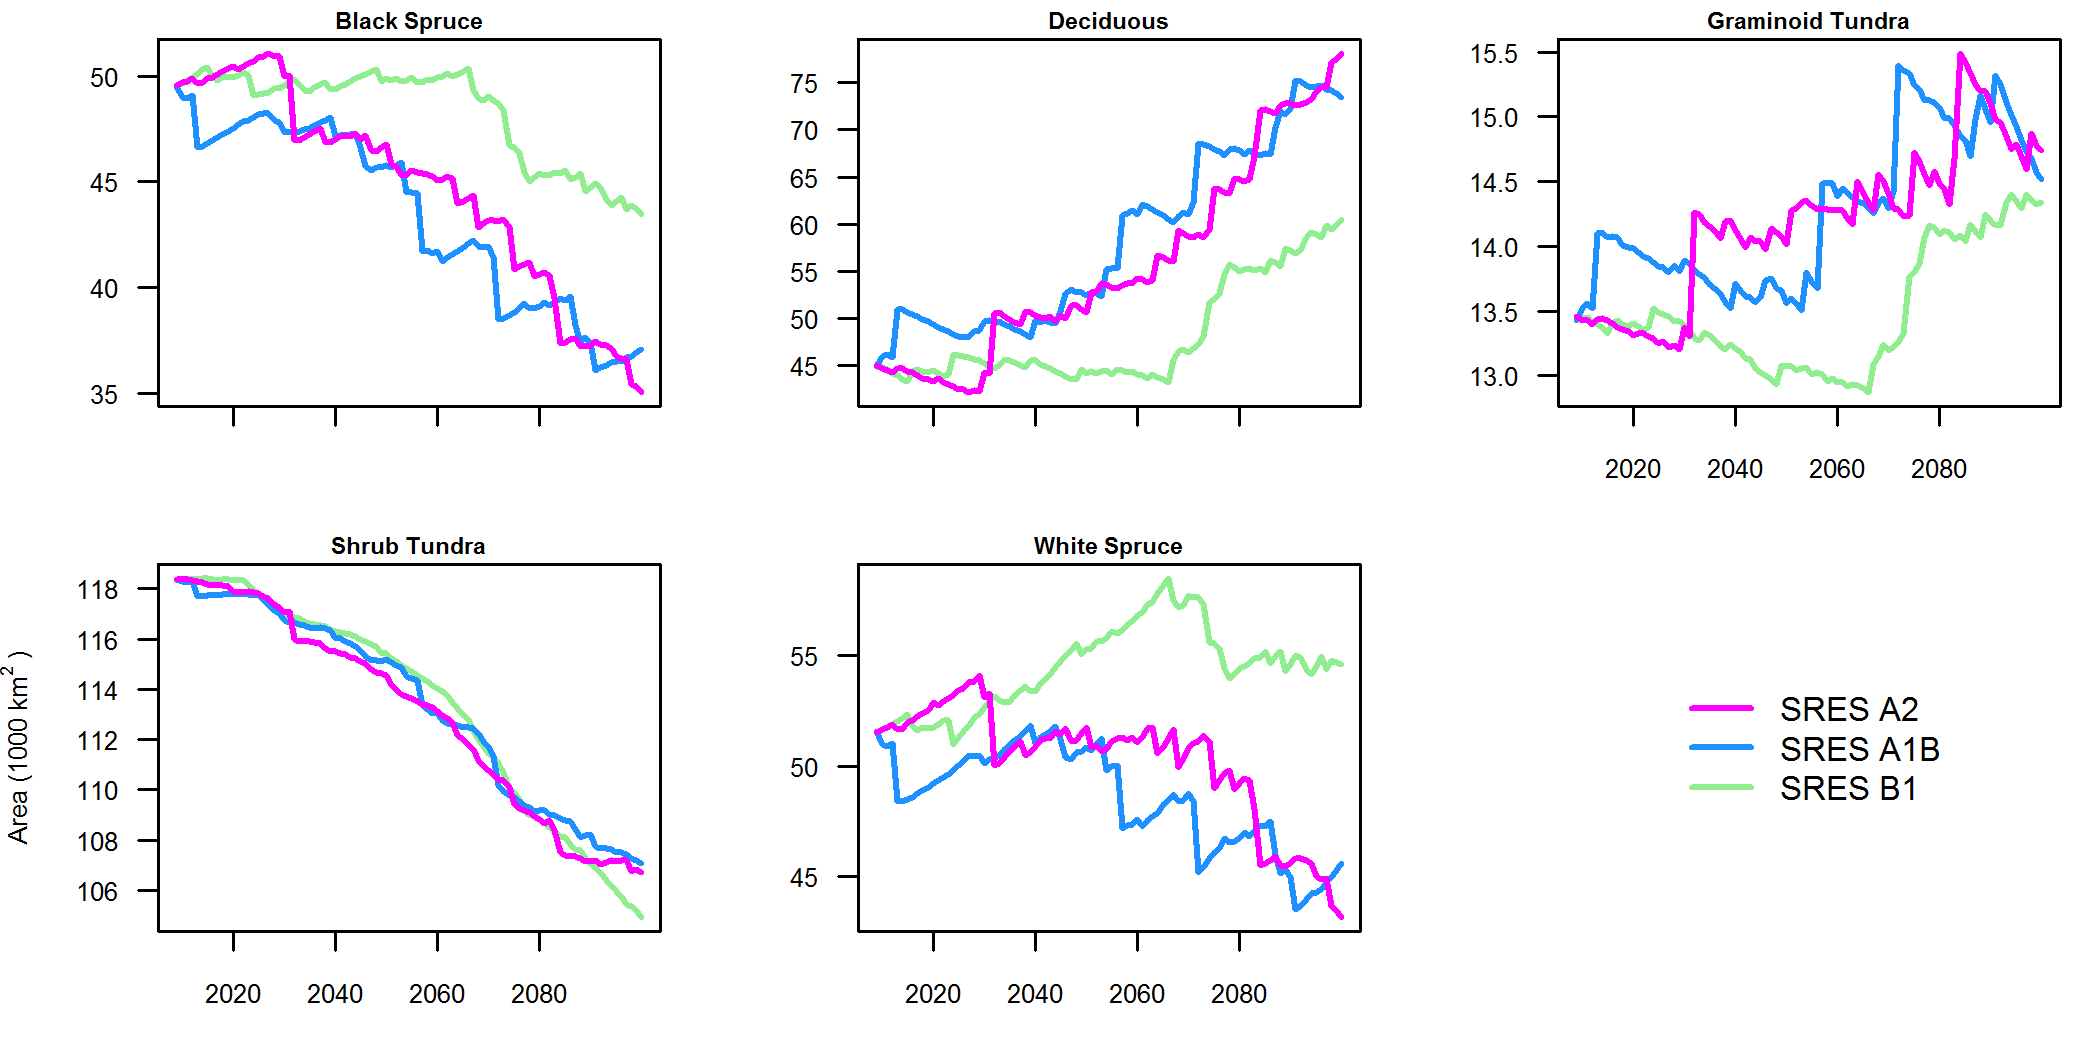 Black Spruce
Deciduous
Graminoid Tundra
50
45
40
35
75
70
65
60
55
50
45
15.5
15.0
14.5
14.0
13.5
13.0
2020 2040 2060 2080
Shrub Tundra
White Spruce
Area (1000 km²)
118
116
114
112
110
108
106
2020 2040 2060 2080
55
50
45
2020 2040 2060 2080
SRES A2
SRES A1B
SRES B1